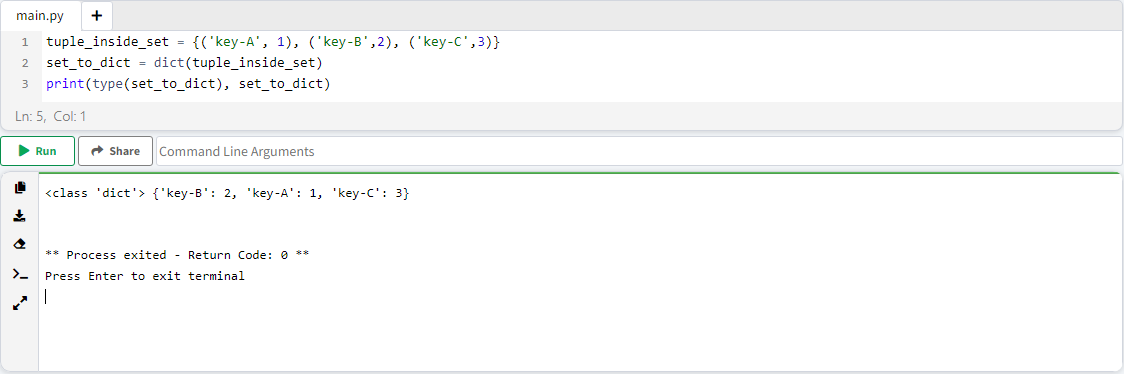 main.py +
1 tuple_inside_set = {('key-A', 1), ('key-B',2), ('key-C',3)}
2 set_to_dict = dict(tuple_inside_set)
3 print(type(set_to_dict), set_to_dict)
Ln: 5, Col: 1
Run Share Command Line Arguments
<class 'dict'> {'key-B': 2, 'key-A': 1, 'key-C': 3}
** Process exited - Return Code: 0 **
Press Enter to exit terminal